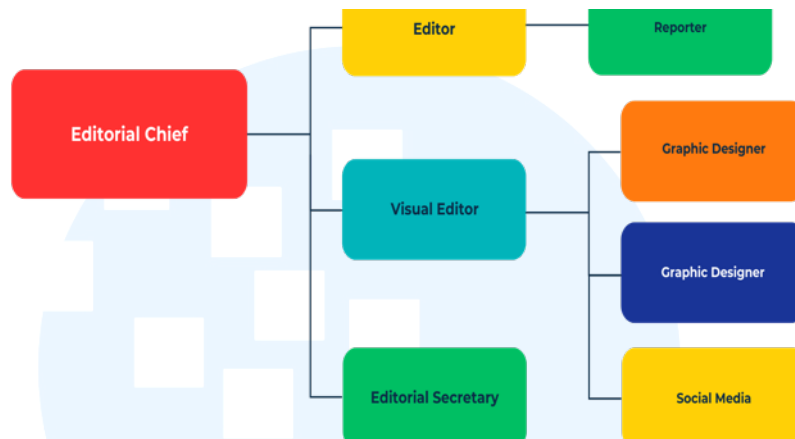 Editor
Reporter
Editorial Chief
Graphic Designer
Visual Editor
Graphic Designer
Editorial Secretary
Social Media